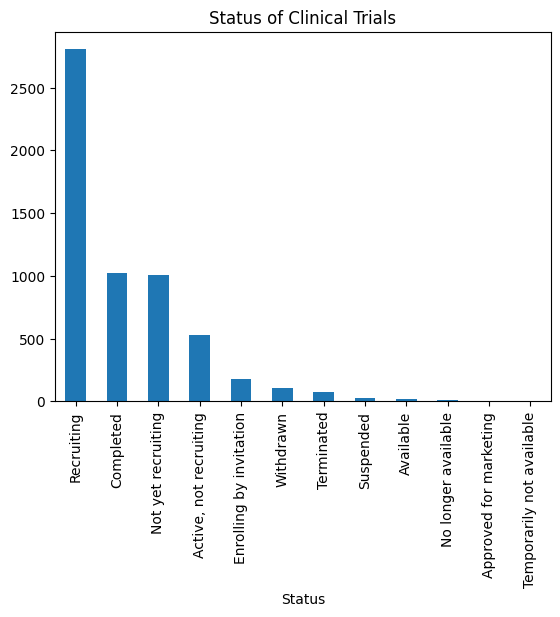 Status of Clinical Trials
2500
2000
1500
1000
500
0
Recruiting
Completed
Not yet recruiting
Active, not recruiting
Enrolling by invitation
Withdrawn
Terminated
Suspended
Available
No longer available
Approved for marketing
Temporarily not available
Status